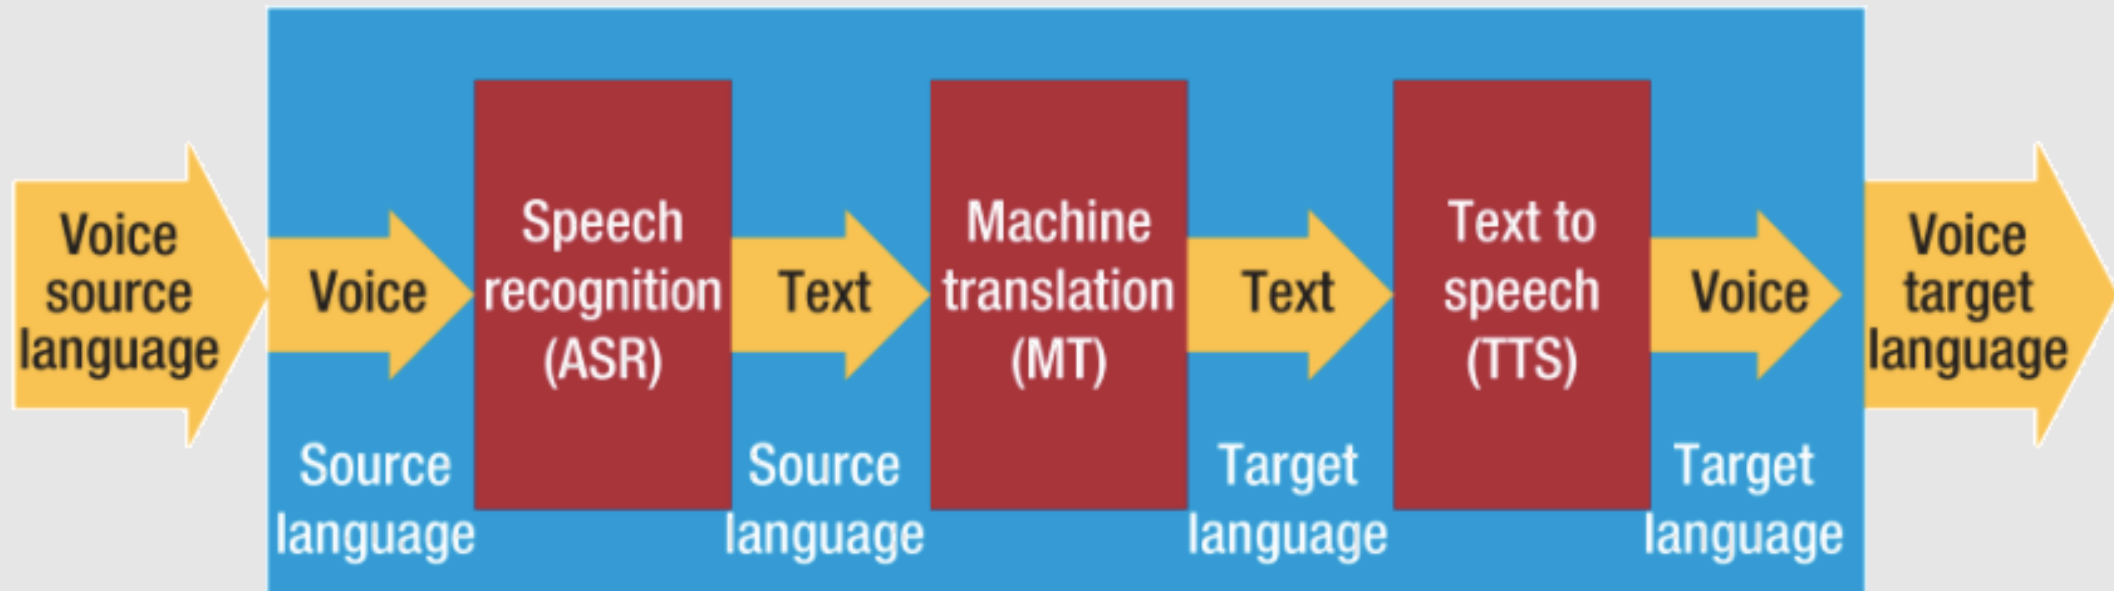 Voice
source
language
Voice
Source
language
Speech
recognition
(ASR)
Text
Source
language
Machine
translation
(MT)
Text
Target
language
Text to
speech
(TTS)
Voice
Target
language
Voice
target
language